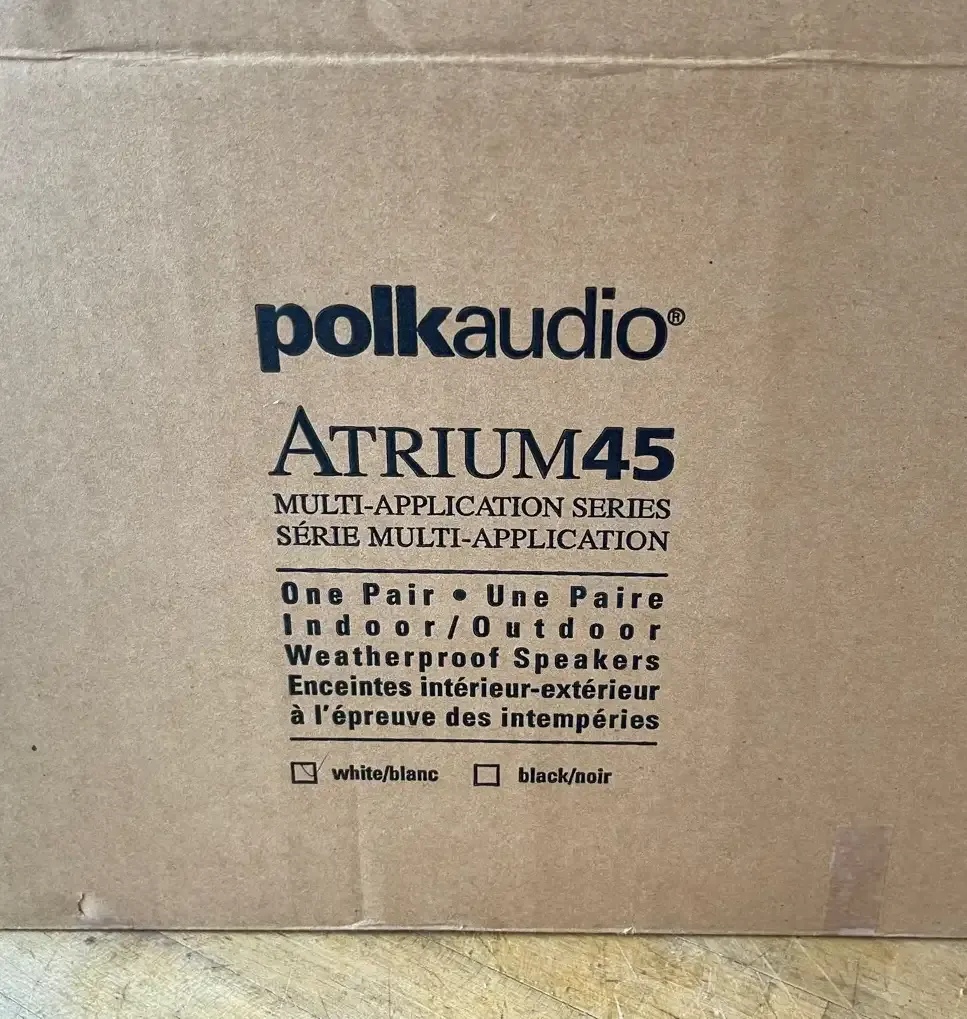 polkaudio®
ATRIUM45
MULTI-APPLICATION SERIES
SÉRIE MULTI-APPLICATION
One Pair • Une Paire
Indoor/Outdoor
Weatherproof Speakers
Enceintes intérieur-extérieur
à l'épreuve des intempéries
white/blanc black/noir